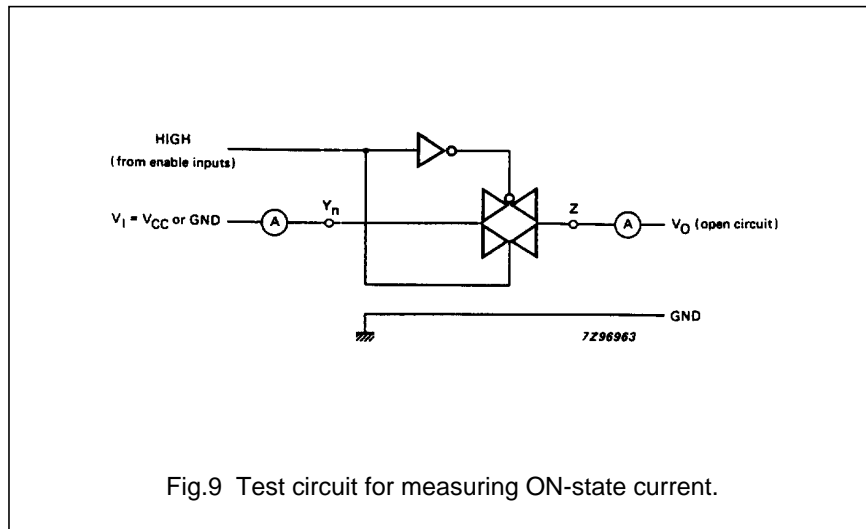 HIGH
(from enable inputs)
V_I = V_CC or GND
A
Y_n
Z
A
V_O (open circuit)
GND
7Z96963
Fig.9 Test circuit for measuring ON-state current.